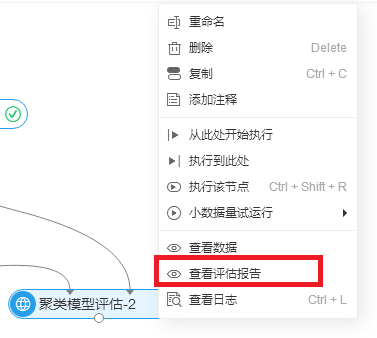 重命名
删除 Delete
复制 Ctrl + C
添加注释
从此处开始执行
执行到此处
执行该节点 Ctrl + Shift + R
小数据量试运行
查看数据
查看评估报告
聚类模型评估-2
查看日志 Ctrl + L